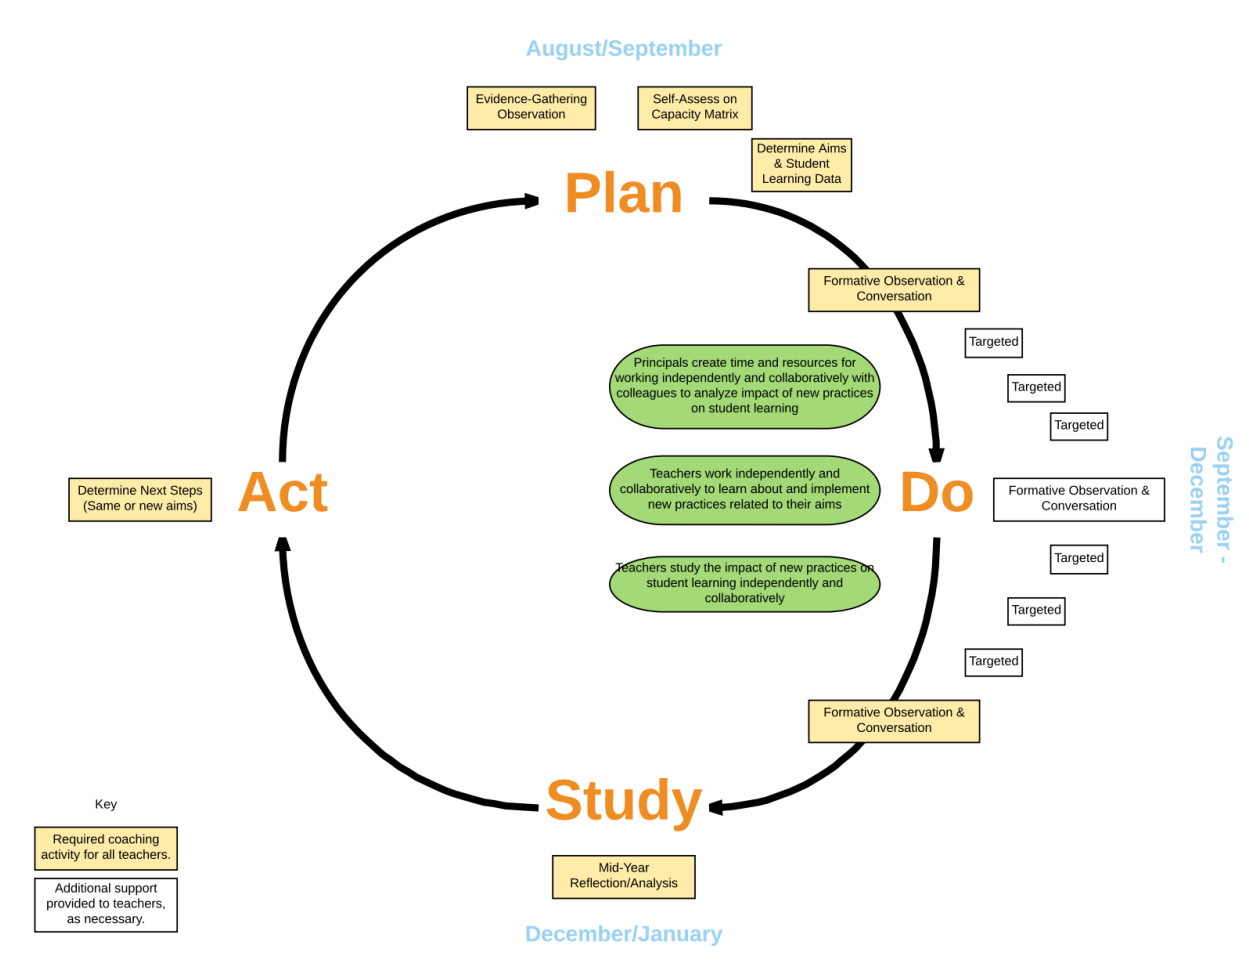 August/September
Evidence-Gathering
Observation
Self-Assess on
Capacity Matrix
Determine Aims
& Student
Learning Data
Plan
Formative Observation &
Conversation
Targeted
Targeted
Targeted
Principals create time and resources for
working independently and collaboratively with
colleagues to analyze impact of new practices
on student learning
Teachers work independently and
collaboratively to learn about and implement
new practices related to their aims
Teachers study the impact of new practices on
student learning independently and
collaboratively
Do
Formative Observation &
Conversation
September -
December
Targeted
Targeted
Targeted
Formative Observation &
Conversation
Study
Mid-Year
Reflection/Analysis
December/January
Act
Determine Next Steps
(Same or new aims)
Key
Required coaching
activity for all teachers.
Additional support
provided to teachers,
as necessary.